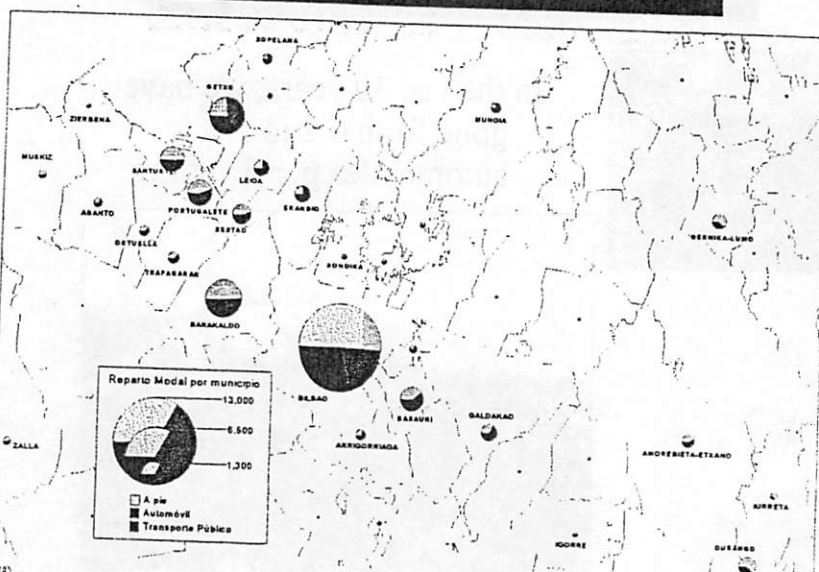 SOPELANA
GETXO
ZIERBENA
MUNGIA
MUSKIZ
SANTURTZI
LEIOA
ABANTO
PORTUGALETE
ERANDIO
SESTAO
GERNIKA-LUMO
ORTUELLA
TRAPAGARAN
SONDIKA
BARAKALDO
Reparto Modal por municipio
13,000
6,500
1,300
A pie
Automóvil
Transporte Público
BILBAO
BASAURI
GALDAKAO
ZALLA
ARRIGORRIAGA
AMOREBIETA-ETXANO
IURRETA
IGORRE
DURANGO